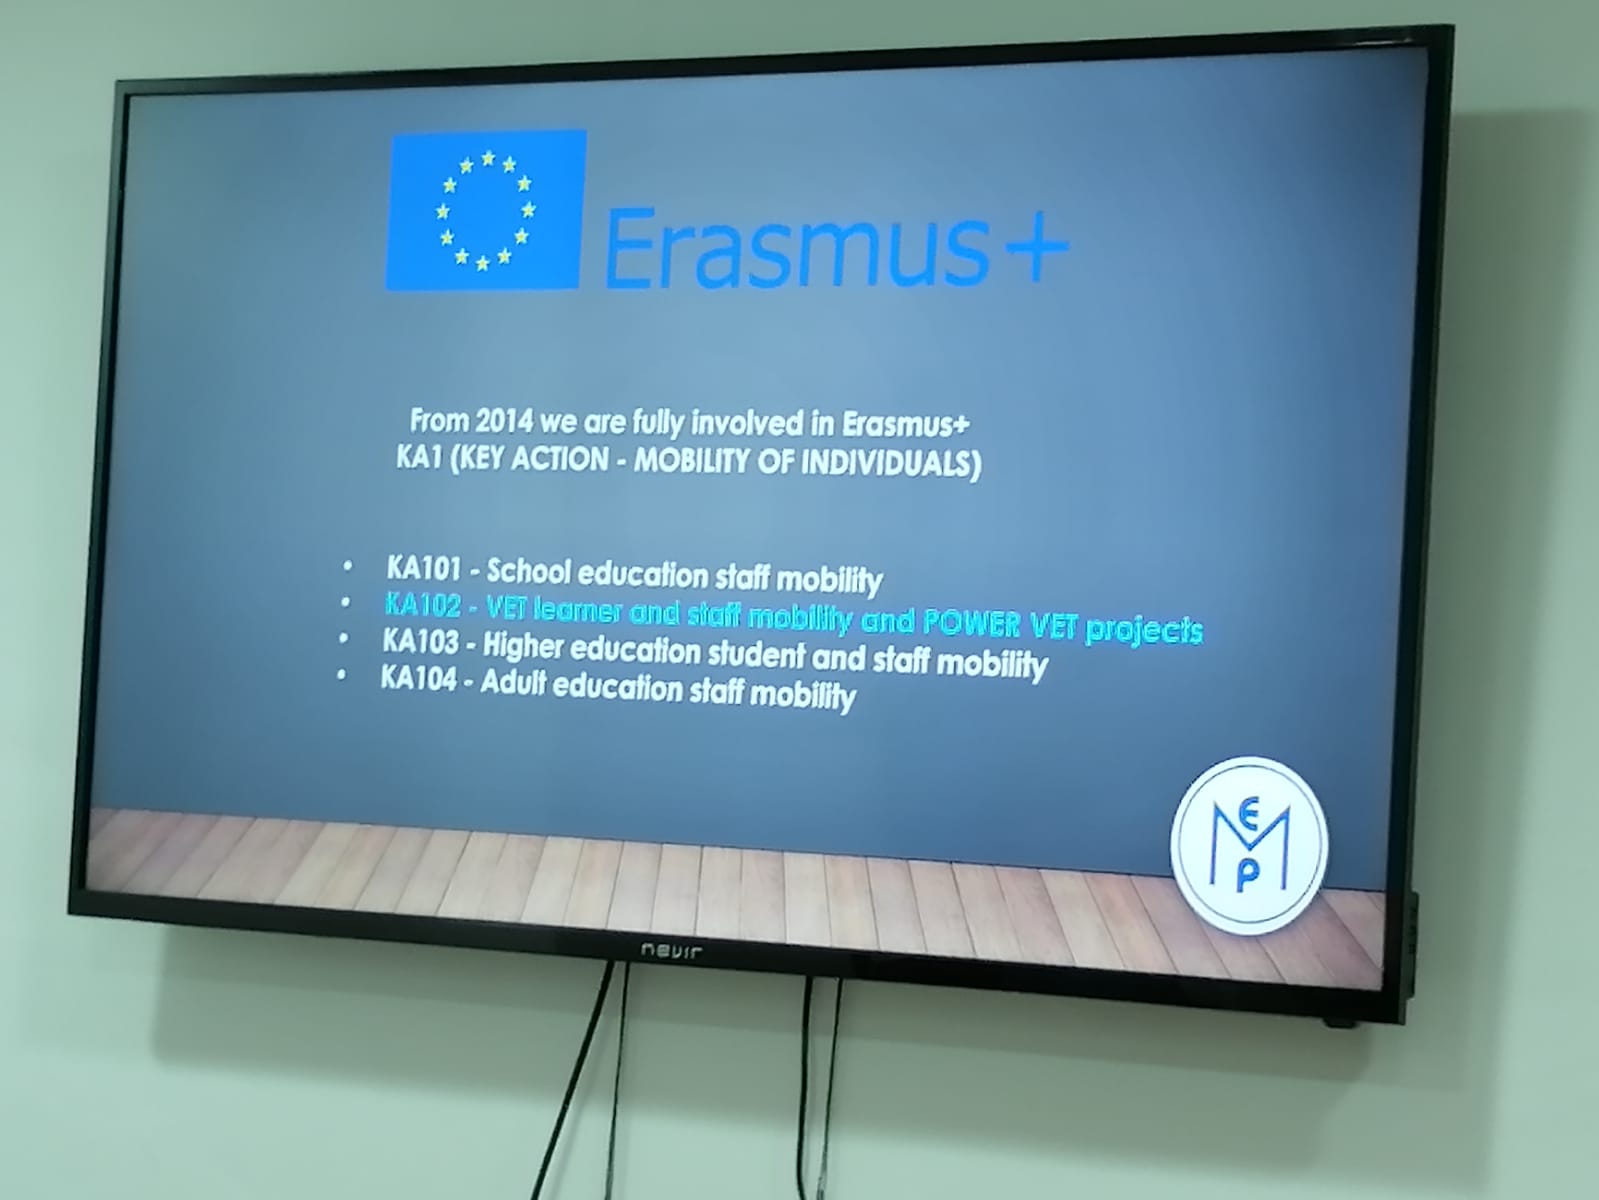 Erasmus+
From 2014 we are fully involved in Erasmus+
KA1 (KEY ACTION - MOBILITY OF INDIVIDUALS)
• KA101 - School education staff mobility
• KA102 - VET learner and staff mobility and POWER VET projects
• KA103 - Higher education student and staff mobility
• KA104 - Adult education staff mobility
E
M
P
nevir